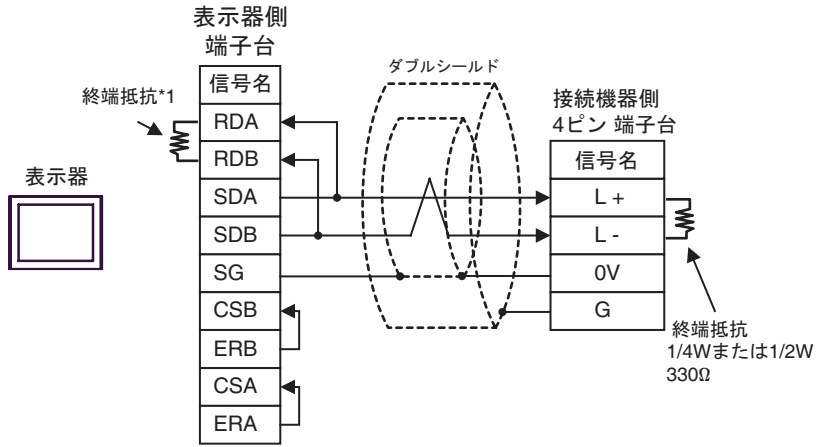 表示器側
端子台
信号名
終端抵抗*1
RDA
RDB
SDA
SDB
SG
CSB
ERB
CSA
ERA
表示器
ダブルシールド
接続機器側
4ピン 端子台
信号名
L +
L -
0V
G
終端抵抗
1/4Wまたは1/2W
330Ω